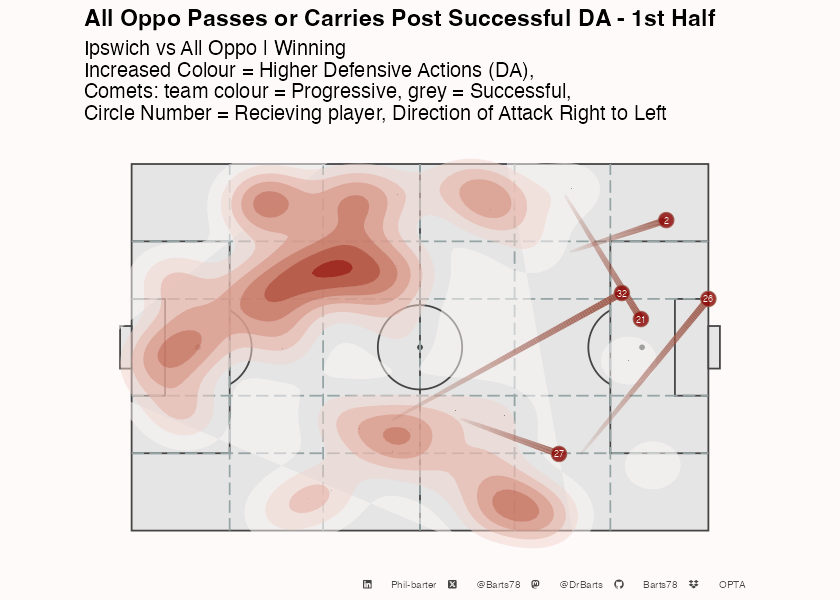 All Oppo Passes or Carries Post Successful DA - 1st Half
Ipswich vs All Oppo | Winning
Increased Colour = Higher Defensive Actions (DA),
Comets: team colour = Progressive, grey = Successful,
Circle Number = Recieving player, Direction of Attack Right to Left
2
32
26
21
27
Phil-barter @Barts78 @DrBarts Barts78 OPTA